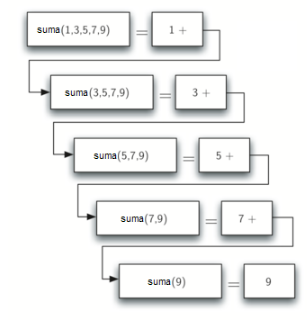 suma(1,3,5,7,9) = 1 +
suma(3,5,7,9) = 3 +
suma(5,7,9) = 5 +
suma(7,9) = 7 +
suma(9) = 9